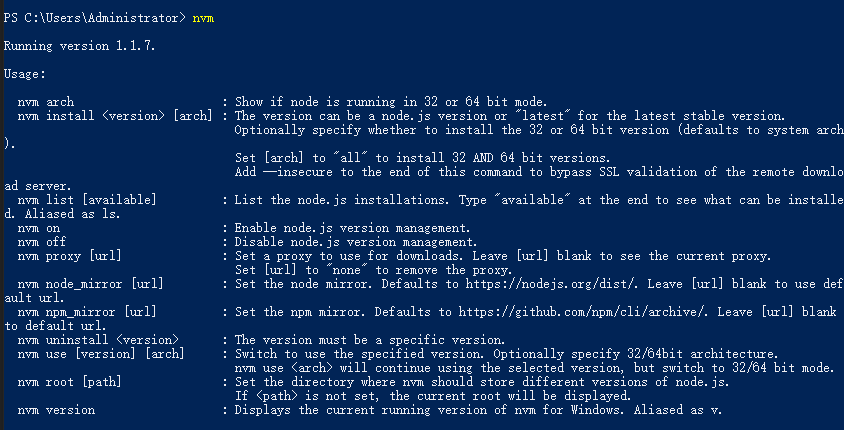 PS C:\Users\Administrator> nvm
Running version 1.1.7.
Usage:
nvm arch : Show if node is running in 32 or 64 bit mode.
nvm install <version> [arch] : The version can be a node.js version or "latest" for the latest stable version.
Optionally specify whether to install the 32 or 64 bit version (defaults to system arch
).
Set [arch] to "all" to install 32 AND 64 bit versions.
Add --insecure to the end of this command to bypass SSL validation of the remote downlo
ad server.
nvm list [available] : List the node.js installations. Type "available" at the end to see what can be installe
d. Aliased as ls.
nvm on : Enable node.js version management.
nvm off : Disable node.js version management.
nvm proxy [url] : Set a proxy to use for downloads. Leave [url] blank to see the current proxy.
Set [url] to "none" to remove the proxy.
nvm node_mirror [url] : Set the node mirror. Defaults to https://nodejs.org/dist/. Leave [url] blank to use def
ault url.
nvm npm_mirror [url] : Set the npm mirror. Defaults to https://github.com/npm/cli/archive/. Leave [url] blank
to default url.
nvm uninstall <version> : The version must be a specific version.
nvm use [version] [arch] : Switch to use the specified version. Optionally specify 32/64bit architecture.
nvm use <arch> will continue using the selected version, but switch to 32/64 bit mode.
nvm root [path] : Set the directory where nvm should store different versions of node.js.
If <path> is not set, the current root will be displayed.
nvm version : Displays the current running version of nvm for Windows. Aliased as v.